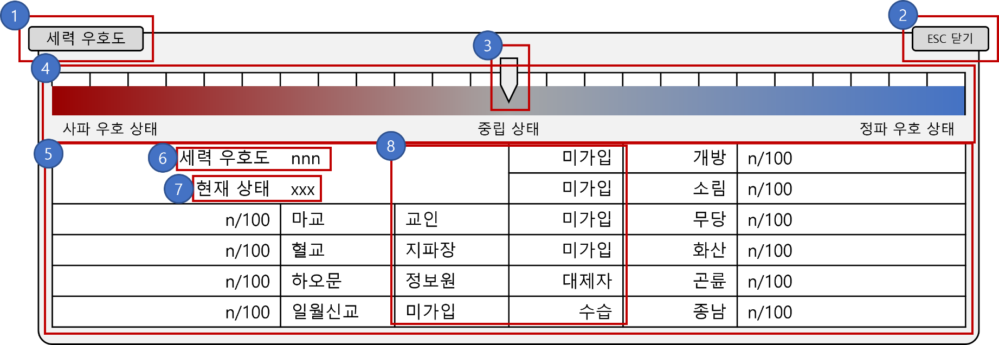 1
세력 우호도
2
ESC 닫기
3
4
사파 우호 상태 중립 상태 정파 우호 상태
5
6 세력 우호도 nnn 8 미가입 개방 n/100
7 현재 상태 xxx 미가입 소림 n/100
n/100 마교 교인 미가입 무당 n/100
n/100 혈교 지파장 미가입 화산 n/100
n/100 하오문 정보원 대제자 곤륜 n/100
n/100 일월신교 미가입 수습 종남 n/100